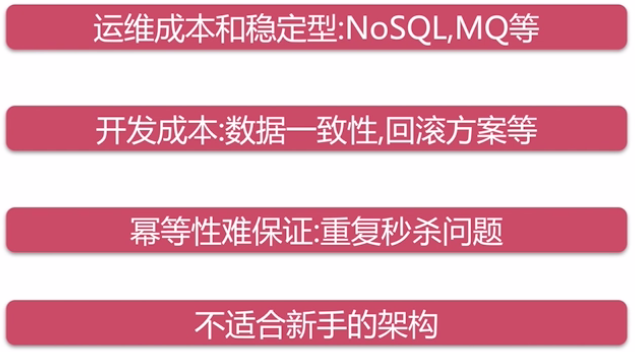 运维成本和稳定型:NoSQL,MQ等
开发成本:数据一致性,回滚方案等
幂等性难保证:重复秒杀问题
不适合新手的架构